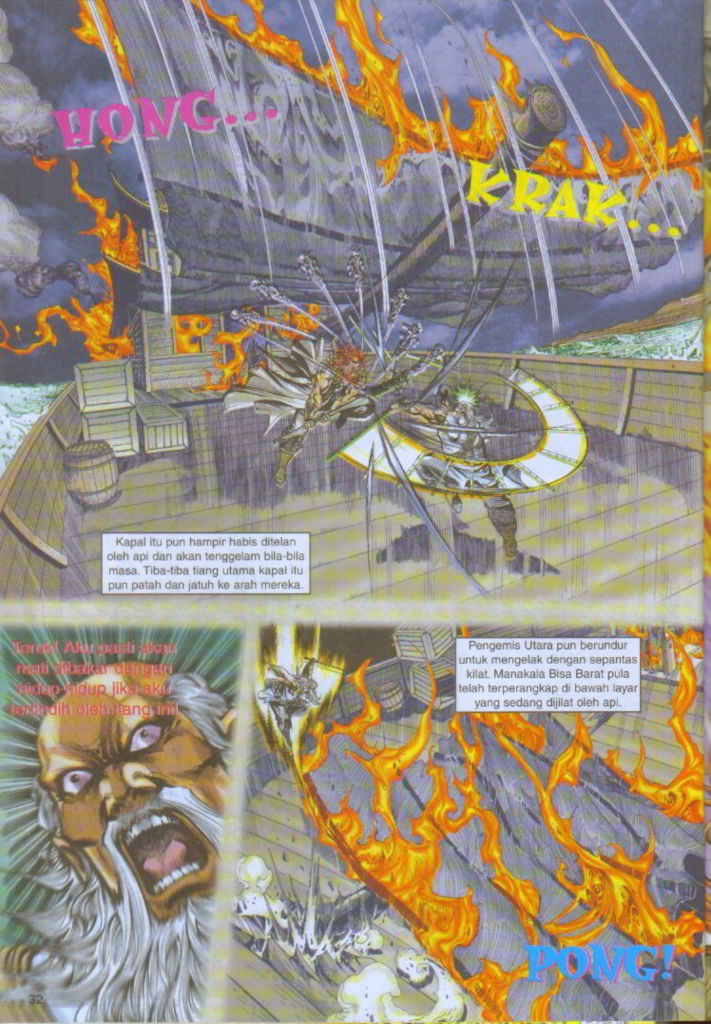 HONG...
KRAK...
Kapal itu pun hampir habis ditelan
oleh api dan akan tenggelam bila-bila
masa. Tiba-tiba tiang utama kapal itu
pun patah dan jatuh ke arah mereka.
Teruk! Aku pasti akan
mati dibakar dengan
hidup-hidup jika aku
tertindih oleh tiang ini!
Pengemis Utara pun berundur
untuk mengelak dengan sepantas
kilat. Manakala Bisa Barat pula
telah terperangkap di bawah layar
yang sedang dijilat oleh api.
PONG!
32